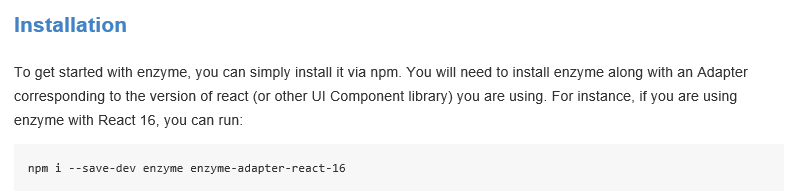 Installation
To get started with enzyme, you can simply install it via npm. You will need to install enzyme along with an Adapter
corresponding to the version of react (or other UI Component library) you are using. For instance, if you are using
enzyme with React 16, you can run:
npm i --save-dev enzyme enzyme-adapter-react-16